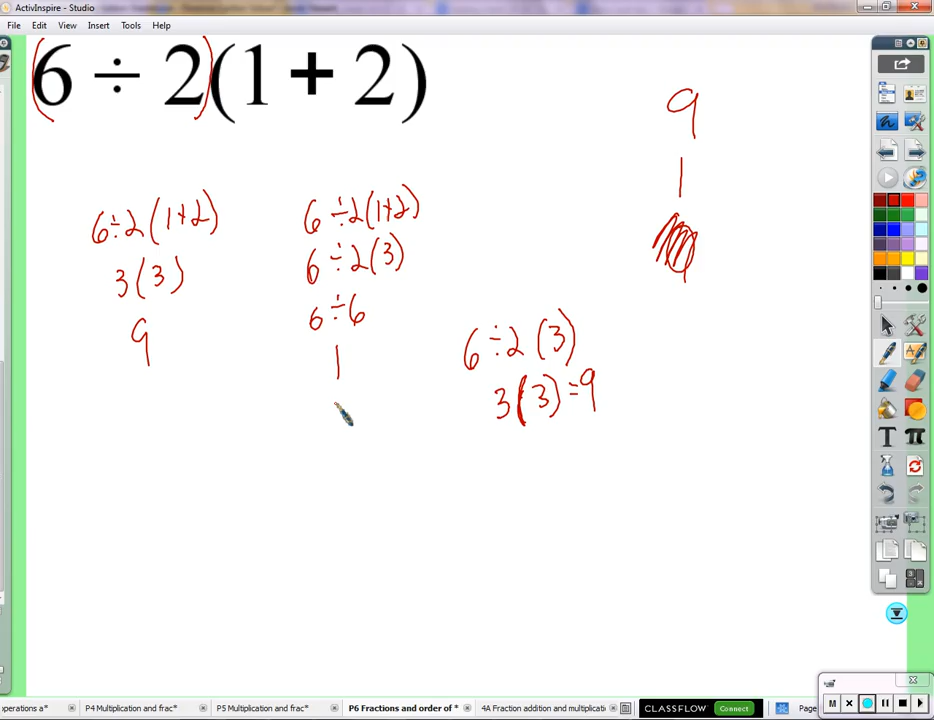 ActivInspire - Studio
File Edit View Insert Tools
(6 ÷ 2)(1 + 2)
9
1
6÷2(1+2)
3(3)
9
6÷2(1+2)
6÷2(3)
6÷6
1
6÷2(3)
3(3)=9
T π
M
operations a* P4 Multiplication and frac* P5 Multiplication and frac* P6 Fractions and order of * 4A Fraction addition and multiplicatic CLASSFLOW Connect Page